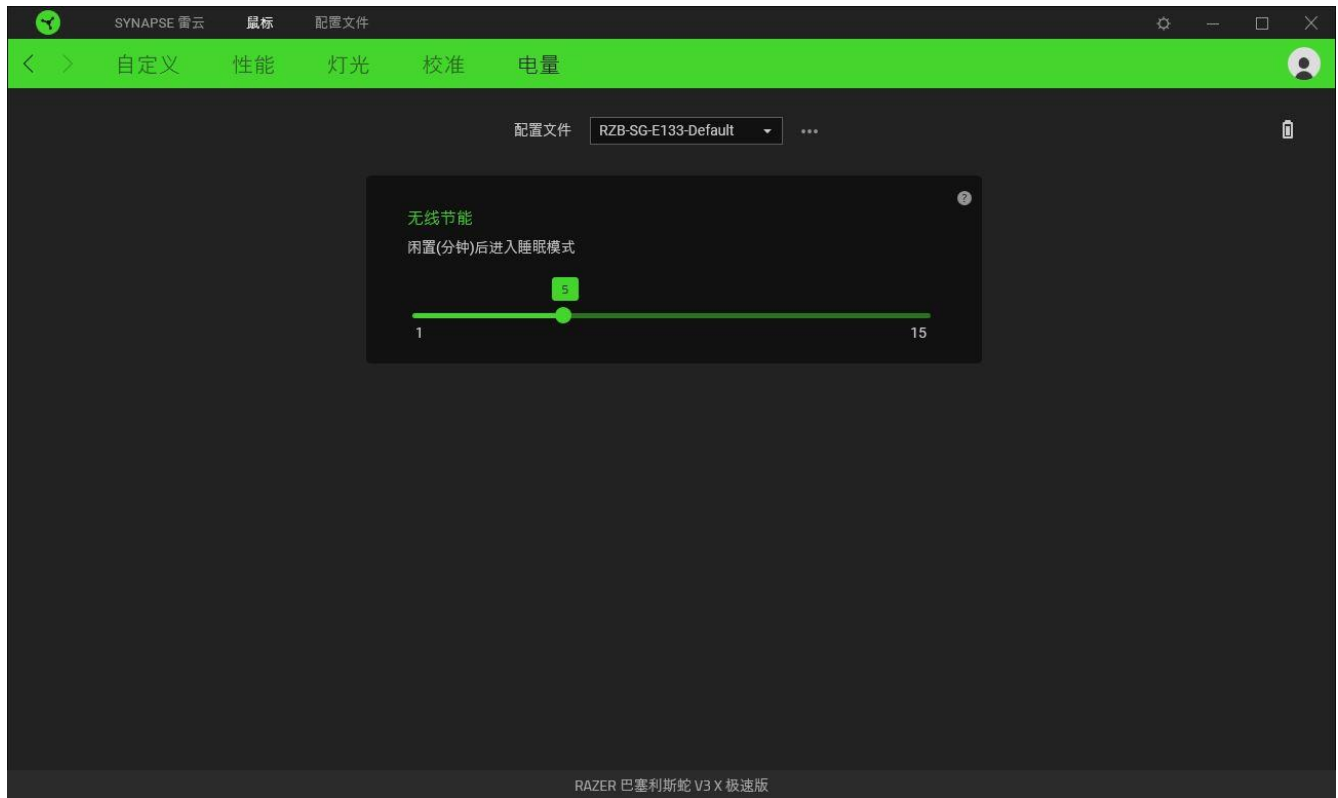 SYNAPSE 雷云 鼠标 配置文件
自定义 性能 灯光 校准 电量
配置文件 RZB-SG-E133-Default
无线节能
闲置(分钟)后进入睡眠模式
5
1 15
RAZER 巴塞利斯蛇 V3 X 极速版